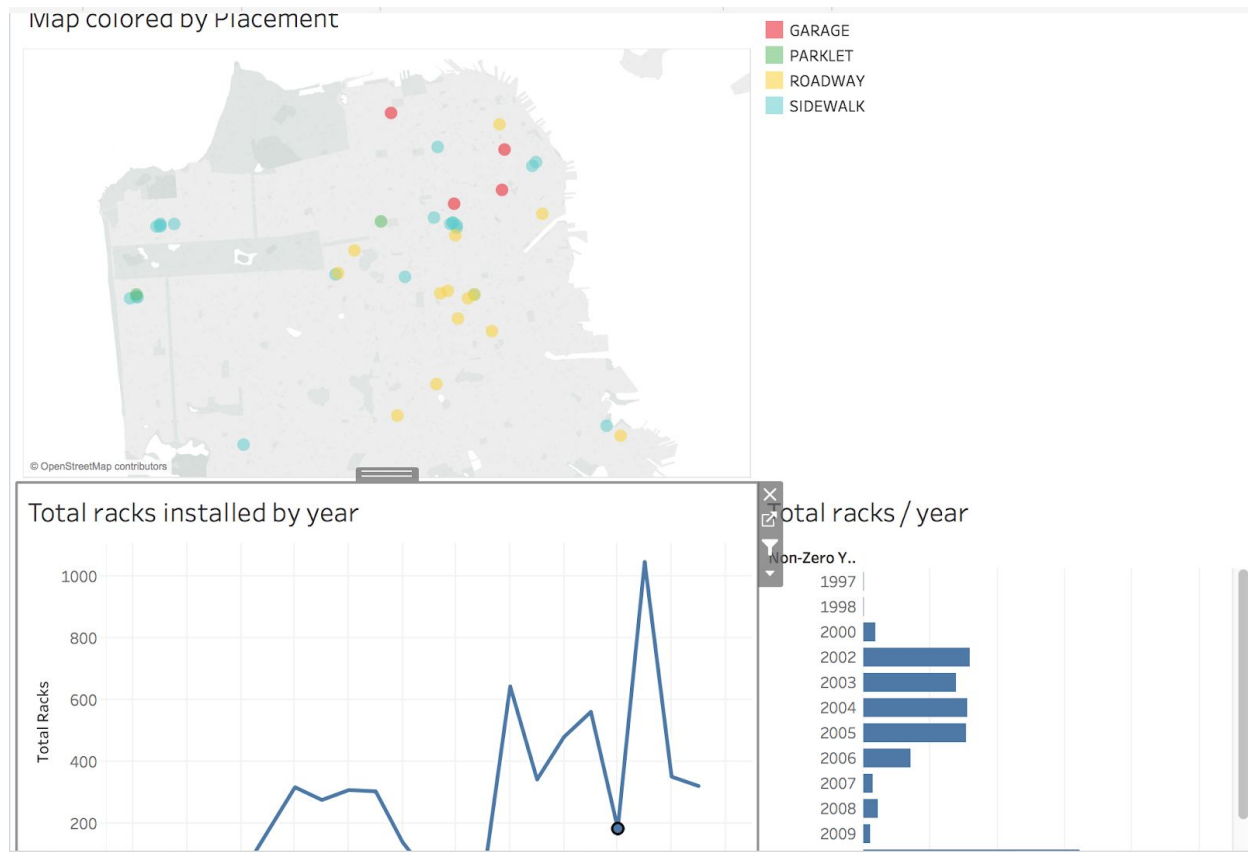 Map colored by Placement
GARAGE
PARKLET
ROADWAY
SIDEWALK
© OpenStreetMap contributors
Total racks installed by year
1000
800
600
400
200
Total Racks
Total racks / year
Non-Zero Y..
1997
1998
2000
2002
2003
2004
2005
2006
2007
2008
2009